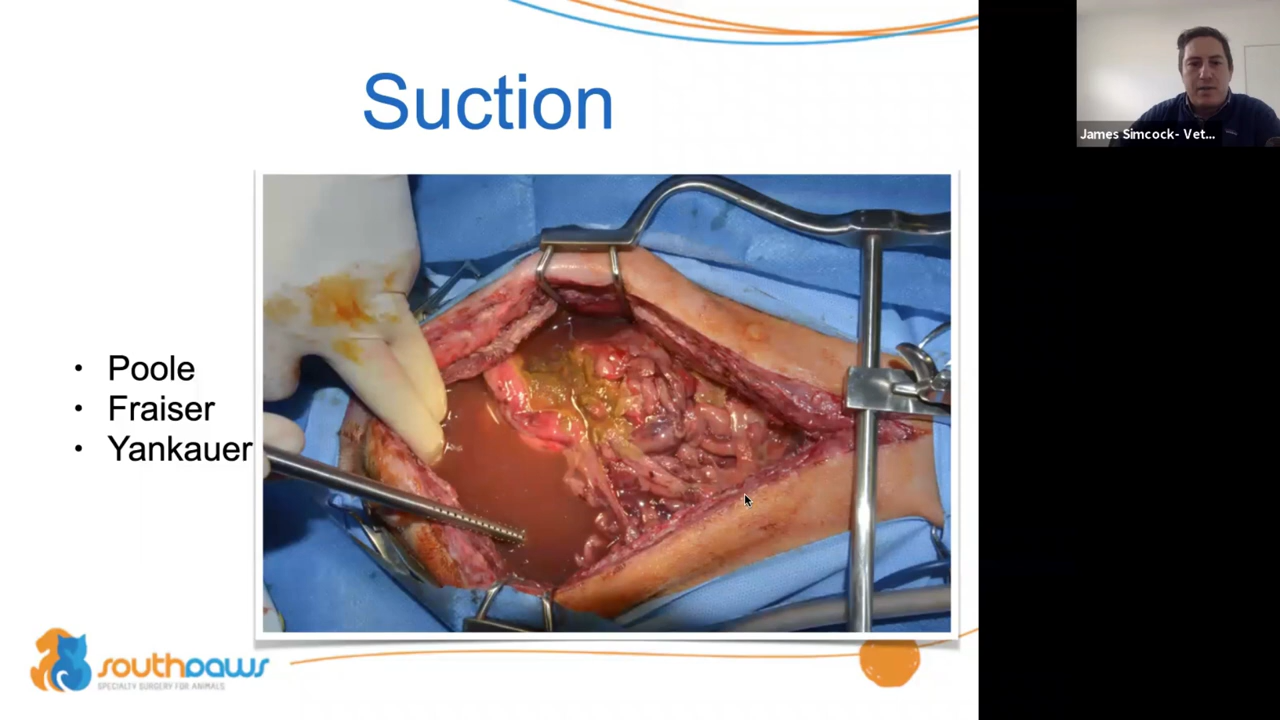 Suction
• Poole
• Fraiser
• Yankauer
southpaws
SPECIALTY SURGERY FOR ANIMALS
James Simcock- Vet...